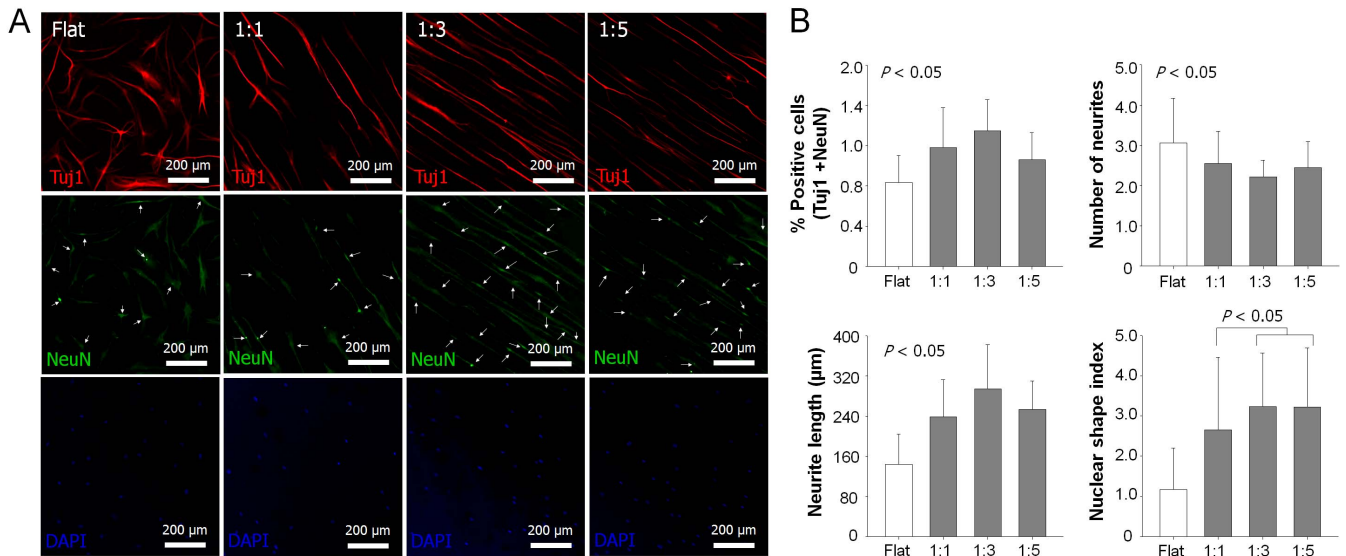 A
Flat 1:1 1:3 1:5
200 µm 200 µm 200 µm 200 µm
Tuj1 Tuj1 Tuj1 Tuj1
200 µm 200 µm 200 µm 200 µm
NeuN NeuN NeuN NeuN
200 µm 200 µm 200 µm 200 µm
DAPI DAPI DAPI DAPI
B
% Positive cells
(Tuj1 +NeuN)
2.0
1.4
1.0
0.8
0.4
0
P < 0.05
Flat 1:1 1:3 1:5
Number of neurites
5.0
4.0
3.0
2.0
1.0
0
P < 0.05
Flat 1:1 1:3 1:5
Neurite length (µm)
400
320
240
160
80
0
P < 0.05
Flat 1:1 1:3 1:5
Nuclear shape index
5.0
4.0
3.0
2.0
1.0
0
P < 0.05
Flat 1:1 1:3 1:5